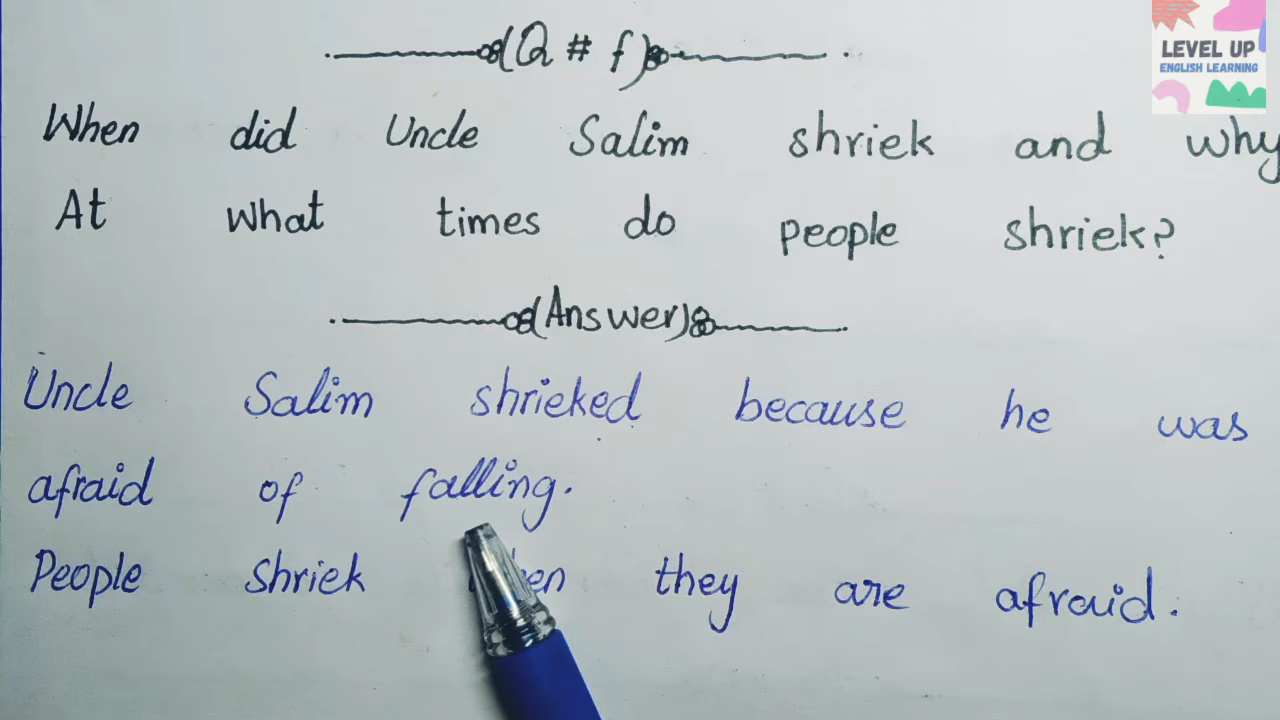 (Q # f)
LEVEL UP
ENGLISH LEARNING
When did Uncle Salim shriek and why
At what times do people shriek?
(Answer)
Uncle Salim shrieked because he was
afraid of falling.
People shriek when they are afraid.